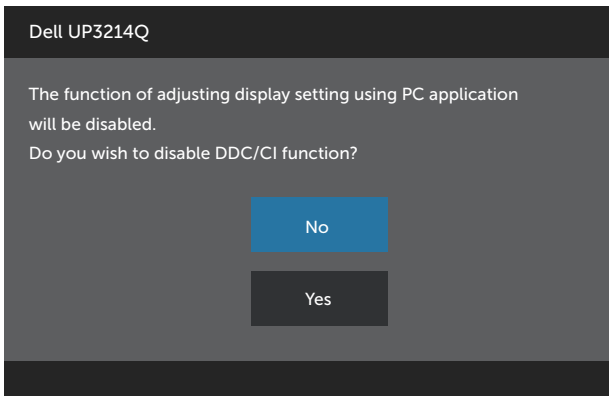 Dell UP3214Q
The function of adjusting display setting using PC application
will be disabled.
Do you wish to disable DDC/CI function?
No
Yes